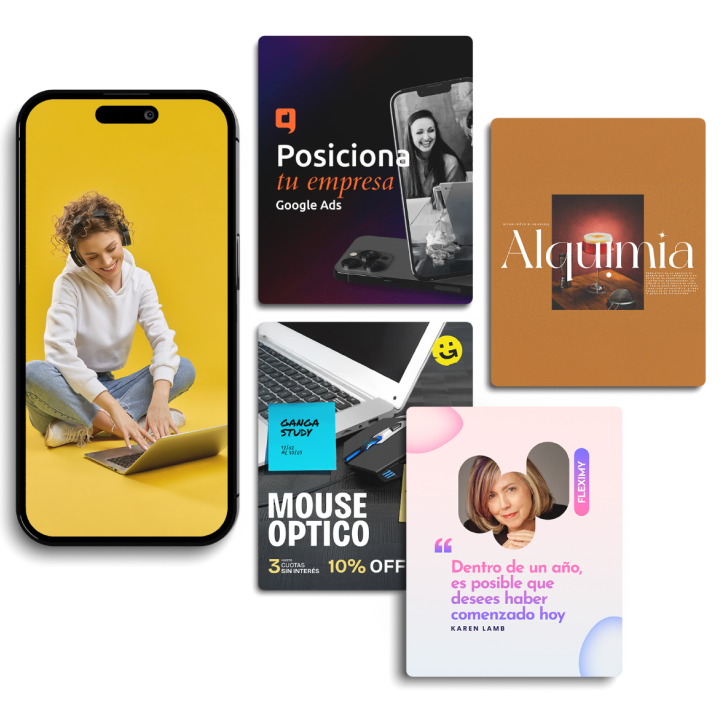 Posiciona
tu empresa
Google Ads
Alquimia
GANGA
STUDY
MOUSE
OPTICO
3 CUOTAS
SIN INTERÉS
10% OFF
FLEXIMY
“
Dentro de un año,
es posible que
desees haber
comenzado hoy
KAREN LAMB